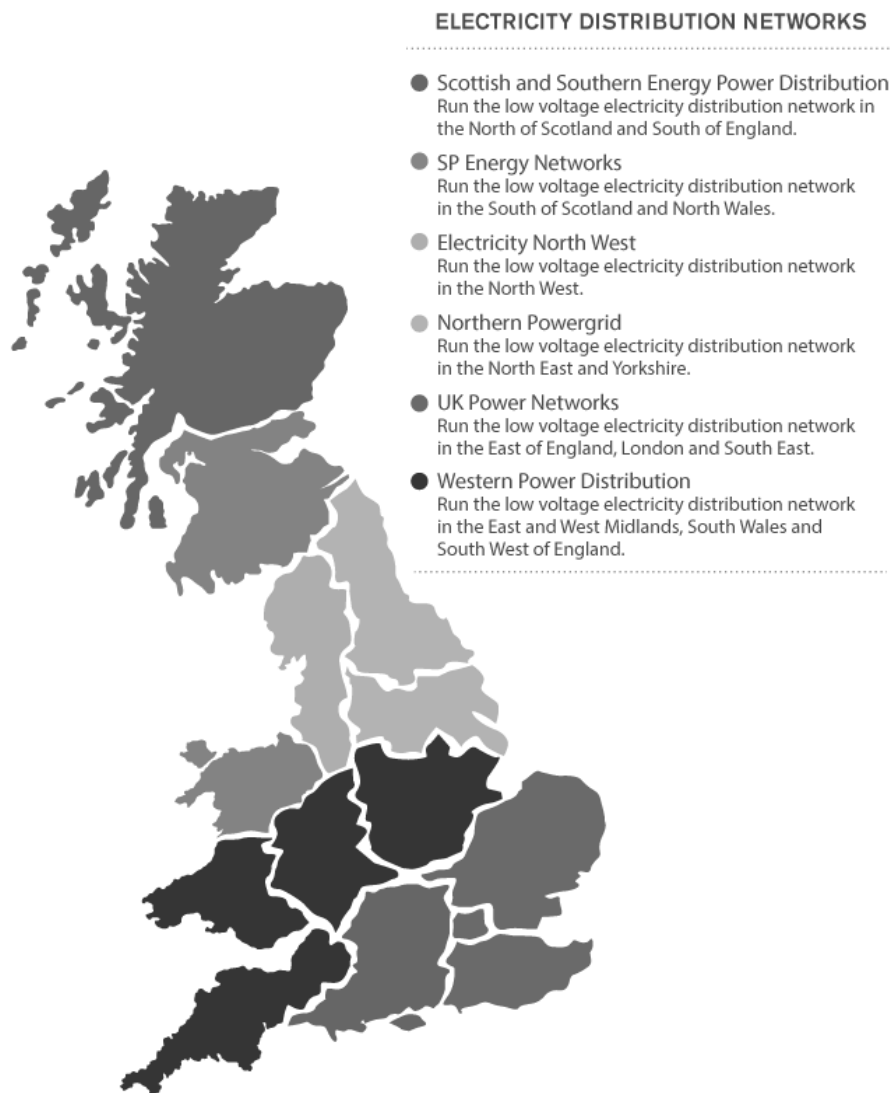 ELECTRICITY DISTRIBUTION NETWORKS
Scottish and Southern Energy Power Distribution
Run the low voltage electricity distribution network in
the North of Scotland and South of England.
SP Energy Networks
Run the low voltage electricity distribution network
in the South of Scotland and North Wales.
Electricity North West
Run the low voltage electricity distribution network
in the North West.
Northern Powergrid
Run the low voltage electricity distribution network
in the North East and Yorkshire.
UK Power Networks
Run the low voltage electricity distribution network
in the East of England, London and South East.
Western Power Distribution
Run the low voltage electricity distribution network
in the East and West Midlands, South Wales and
South West of England.